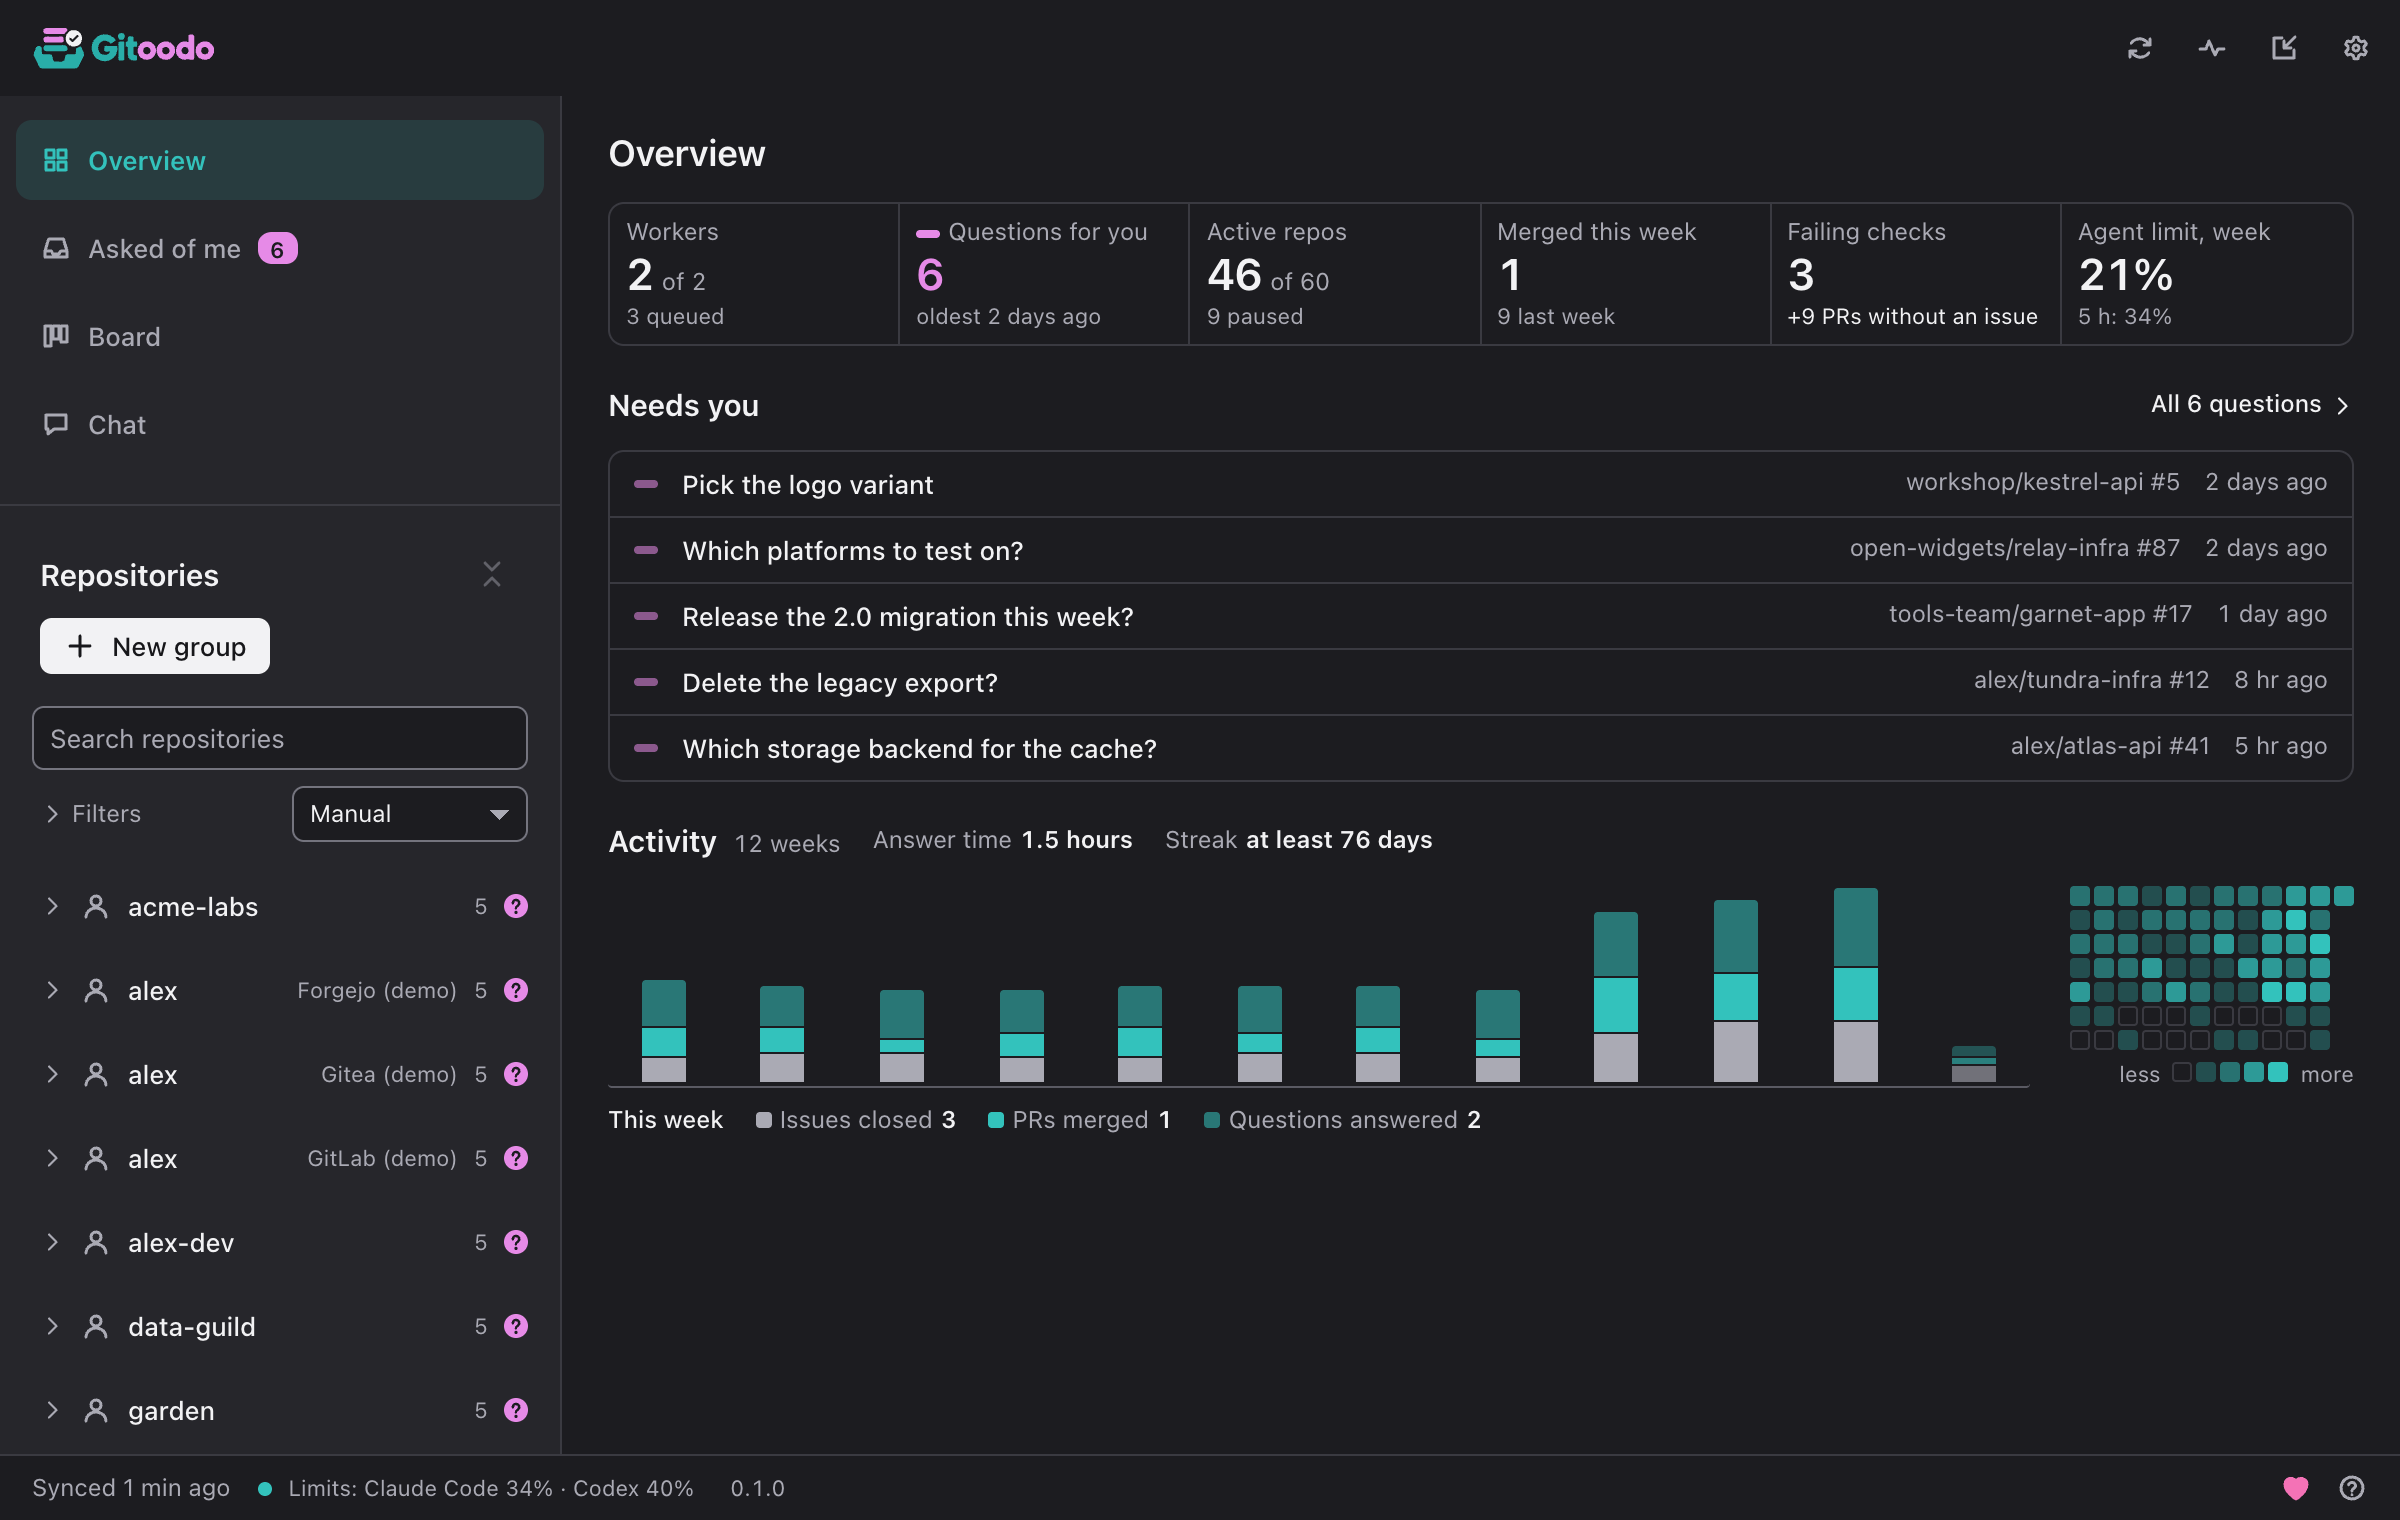 Gitoodo
Overview
Asked of me 6
Board
Chat
Repositories
New group
Search repositories
Filters
Manual
acme-labs 5 ?
alex Forgejo (demo) 5 ?
alex Gitea (demo) 5 ?
alex GitLab (demo) 5 ?
alex-dev 5 ?
data-guild 5 ?
garden 5 ?
Overview
Workers
2 of 2
3 queued
Questions for you
6
oldest 2 days ago
Active repos
46 of 60
9 paused
Merged this week
1
9 last week
Failing checks
3
+9 PRs without an issue
Agent limit, week
21%
5 h: 34%
Needs you
All 6 questions
Pick the logo variant workshop/kestrel-api #5 2 days ago
Which platforms to test on? open-widgets/relay-infra #87 2 days ago
Release the 2.0 migration this week? tools-team/garnet-app #17 1 day ago
Delete the legacy export? alex/tundra-infra #12 8 hr ago
Which storage backend for the cache? alex/atlas-api #41 5 hr ago
Activity 12 weeks Answer time 1.5 hours Streak at least 76 days
less more
This week Issues closed 3 PRs merged 1 Questions answered 2
Synced 1 min ago Limits: Claude Code 34% · Codex 40% 0.1.0